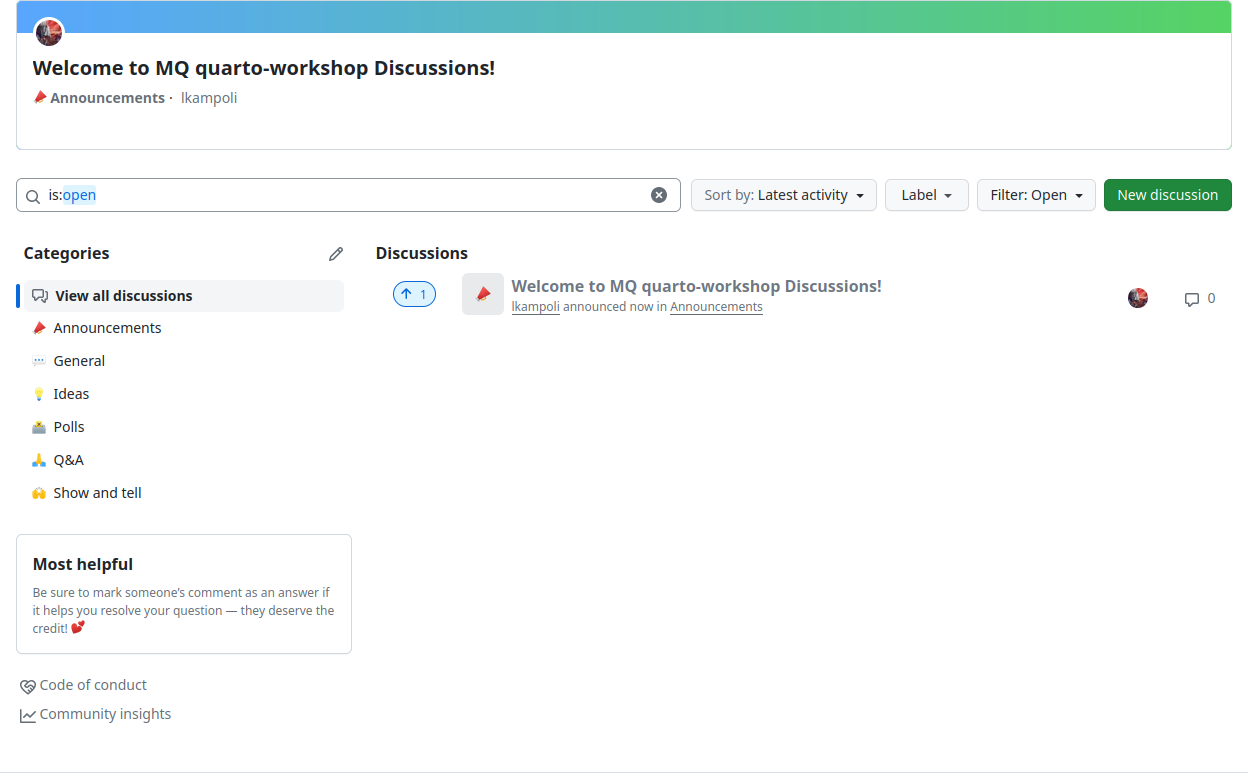 Welcome to MQ quarto-workshop Discussions!
Announcements · lkampoli
is:open
Sort by: Latest activity
Label
Filter: Open
New discussion
Categories
View all discussions
Announcements
General
Ideas
Polls
Q&A
Show and tell
Most helpful
Be sure to mark someone’s comment as an answer if
it helps you resolve your question — they deserve the
credit! 💕
Code of conduct
Community insights
Discussions
1
Welcome to MQ quarto-workshop Discussions!
lkampoli announced now in Announcements
0